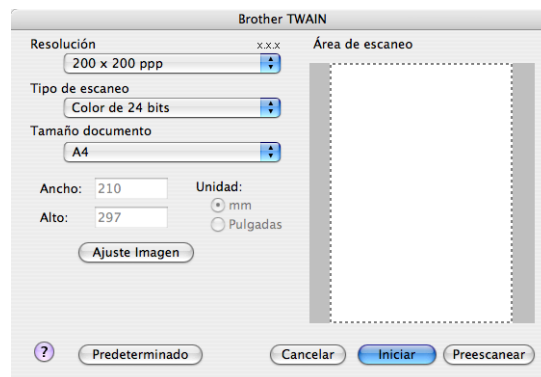 Brother TWAIN
Resolución x.x.x
200 x 200 ppp
Tipo de escaneo
Color de 24 bits
Tamaño documento
A4
Ancho: 210
Alto: 297
Unidad:
mm
Pulgadas
Ajuste Imagen
Área de escaneo
? Predeterminado Cancelar Iniciar Preescanear